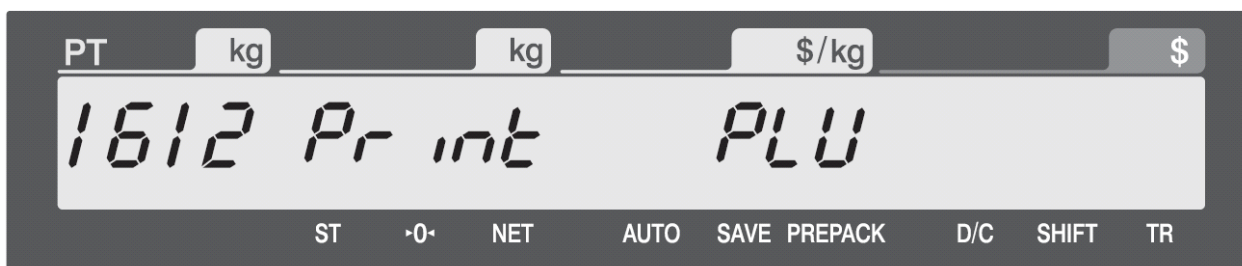 PT kg kg $/kg $
1612 Print PLU
ST ►0◄ NET AUTO SAVE PREPACK D/C SHIFT TR